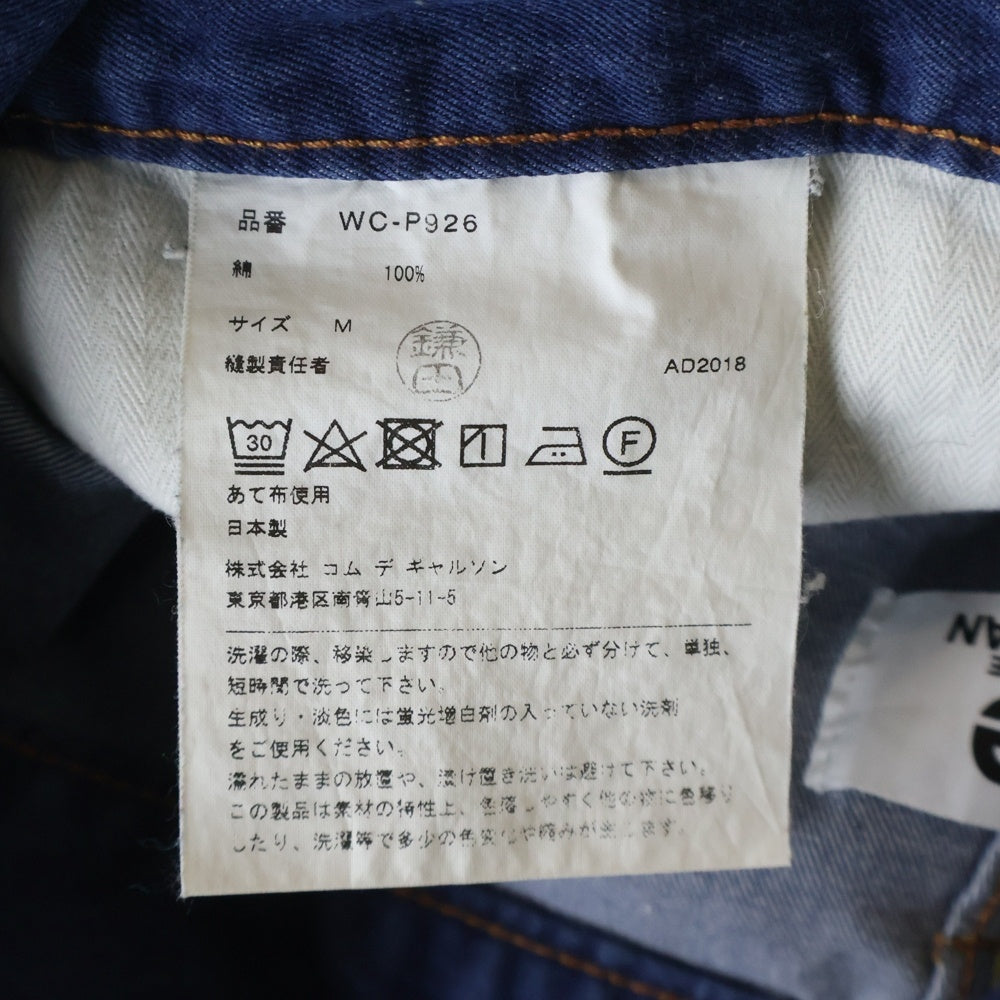 品番 WC-P926
綿 100%
サイズ M
縫製責任者 鎌田 AD2018
30 F
あて布使用
日本製
株式会社 コム デ ギャルソン
東京都港区南青山5-11-5
洗濯の際、移染しますので他の物と必ず分けて、単独、
短時間で洗って下さい。
生成り・淡色には蛍光増白剤の入っていない洗剤
をご使用ください。
濡れたままの放置や、漬け置き洗いは避けて下さい。
この製品は素材の特性上、色落しやすく他の物に色移り
したり、洗濯等で多少の色変化や縮みが生じます。